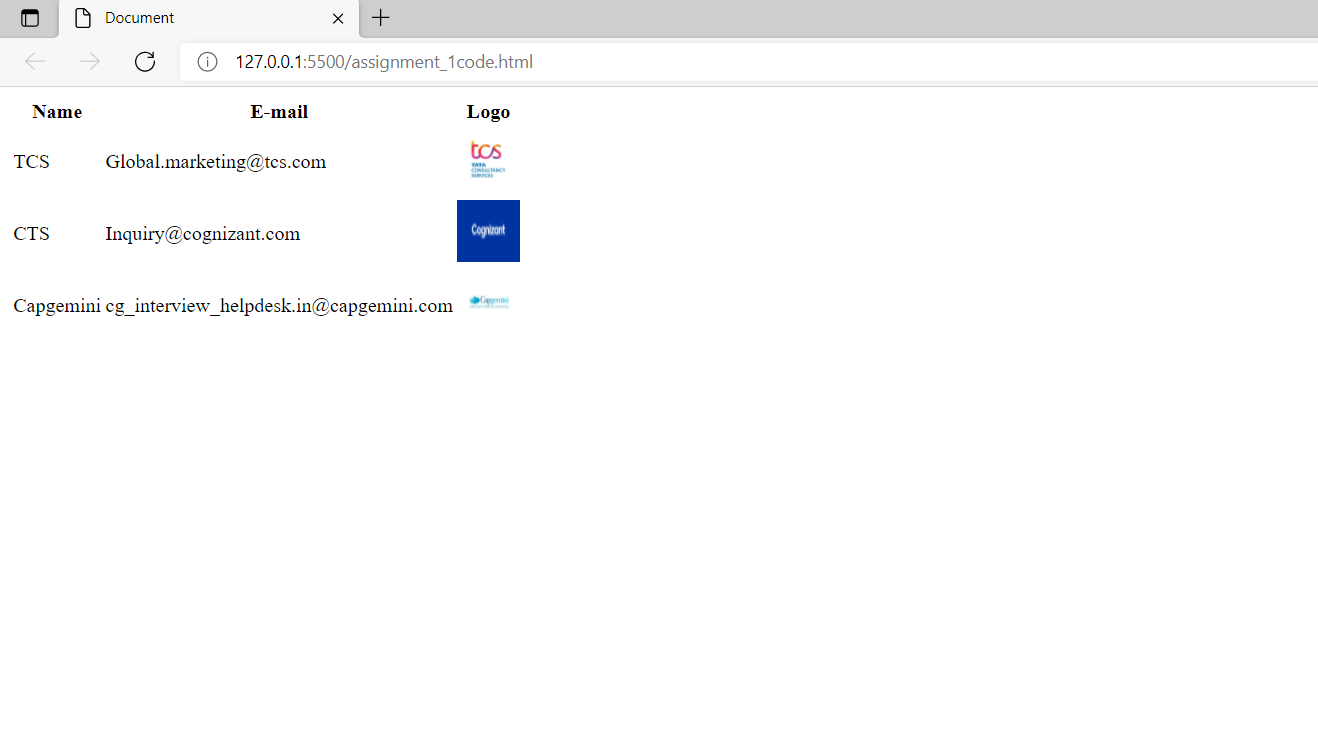 Document
127.0.0.1:5500/assignment_1code.html
Name E-mail Logo
TCS Global.marketing@tcs.com tcs
TATA
CONSULTANCY
SERVICES
CTS Inquiry@cognizant.com Cognizant
Capgemini cg_interview_helpdesk.in@capgemini.com Capgemini